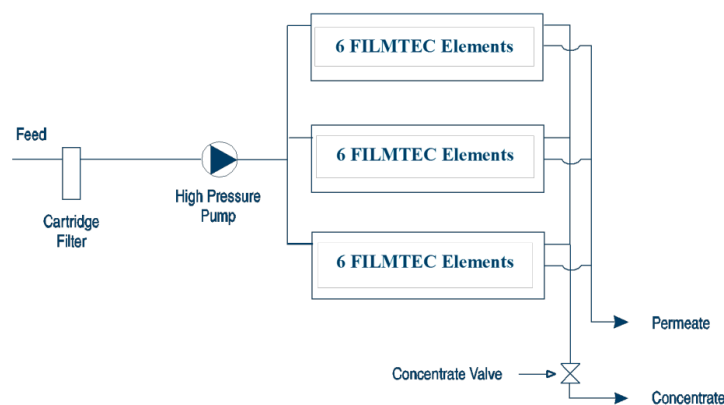 6 FILMTEC Elements
Feed
6 FILMTEC Elements
High Pressure
Pump
Cartridge
Filter
6 FILMTEC Elements
Permeate
Concentrate Valve
Concentrate